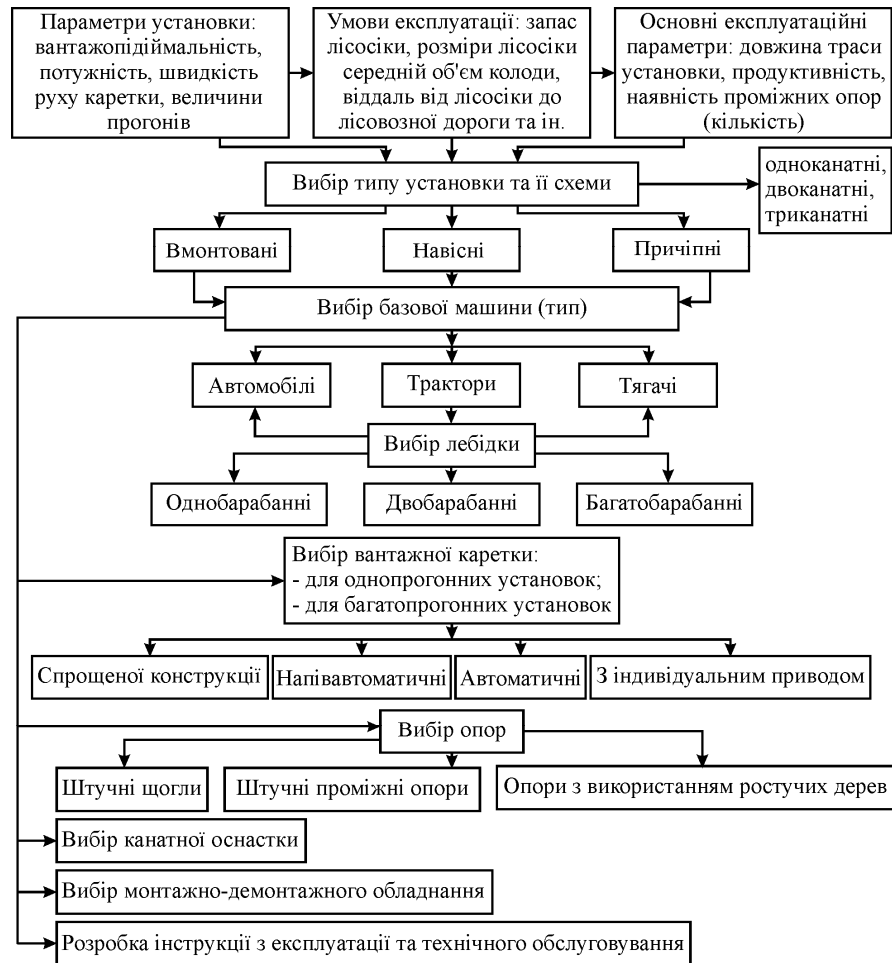 Параметри установки:
вантажопідіймальність,
потужність, швидкість
руху каретки, величини
прогонів
Умови експлуатації: запас
лісосіки, розміри лісосіки
середній об'єм колоди,
віддаль від лісосіки до
лісовозної дороги та ін.
Основні експлуатаційні
параметри: довжина траси
установки, продуктивність,
наявність проміжних опор
(кількість)
Вибір типу установки та її схеми
одноканатні,
двоканатні,
триканатні
Вмонтовані
Навісні
Причіпні
Вибір базової машини (тип)
Автомобілі
Трактори
Тягачі
Вибір лебідки
Однобарабанні
Двобарабанні
Багатобарабанні
Вибір вантажної каретки:
- для однопрогонних установок;
- для багатопрогонних установок
Спрощеної конструкції
Напівавтоматичні
Автоматичні
З індивідуальним приводом
Вибір опор
Штучні щогли
Штучні проміжні опори
Опори з використанням ростучих дерев
Вибір канатної оснастки
Вибір монтажно-демонтажного обладнання
Розробка інструкції з експлуатації та технічного обслуговування